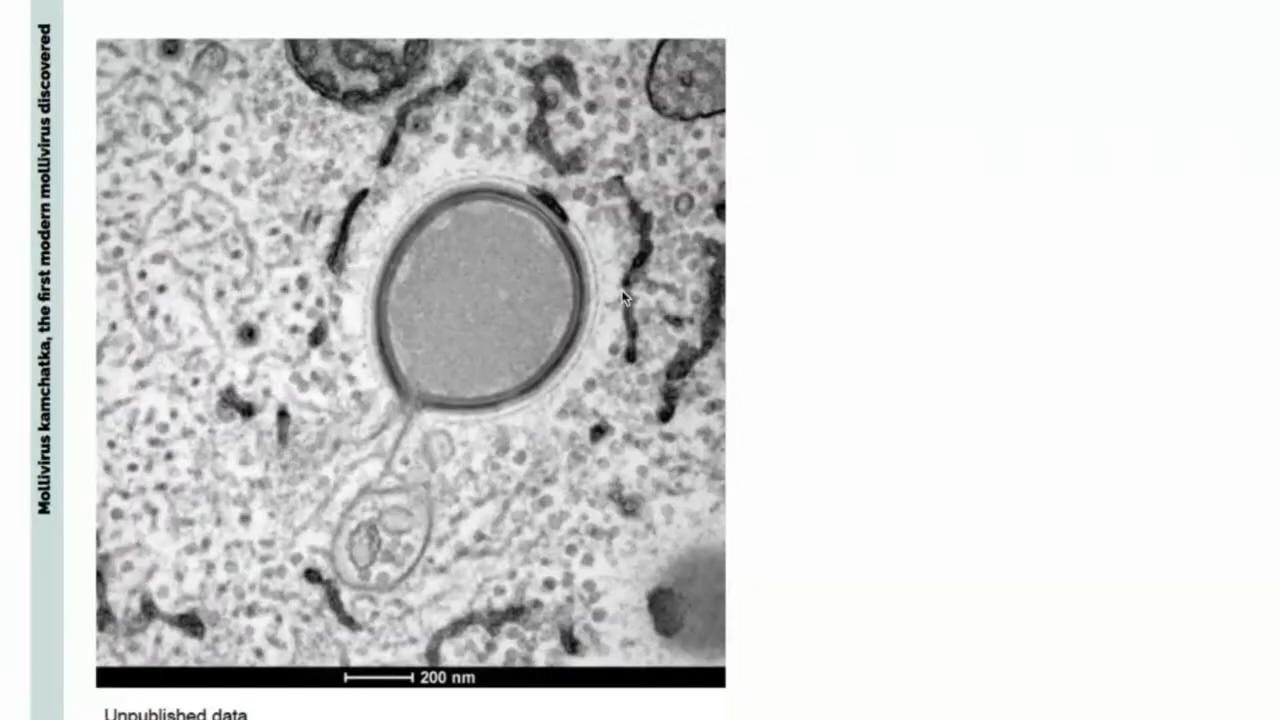 Mollivirus kamchatka, the first modern mollivirus discovered
200 nm
Unpublished data